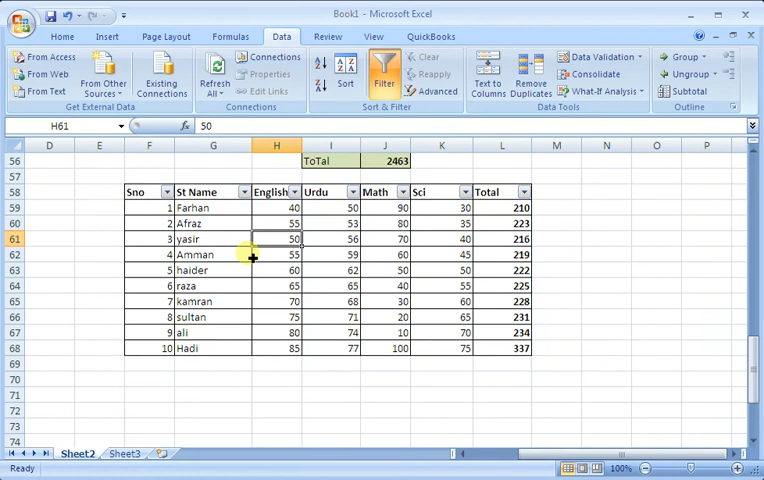 Book1 - Microsoft Excel
Home Insert Page Layout Formulas Data Review View QuickBooks
From Access
From Web
From Text
From Other Sources
Existing Connections
Get External Data
Refresh All
Connections
Properties
Edit Links
Connections
Sort
Filter
Clear
Reapply
Advanced
Sort & Filter
Text to Columns
Remove Duplicates
Data Validation
Consolidate
What-If Analysis
Data Tools
Group
Ungroup
Subtotal
Outline
H61 fx 50
D E F G H I J K L M N O P
56 ToTal 2463
57
58 Sno St Name English Urdu Math Sci Total
59 1 Farhan 40 50 90 30 210
60 2 Afraz 55 53 80 35 223
61 3 yasir 50 56 70 40 216
62 4 Amman 55 59 60 45 219
63 5 haider 60 62 50 50 222
64 6 raza 65 65 40 55 225
65 7 kamran 70 68 30 60 228
66 8 sultan 75 71 20 65 231
67 9 ali 80 74 10 70 234
68 10 Hadi 85 77 100 75 337
69
70
71
72
73
74
Sheet2 Sheet3
Ready 100%